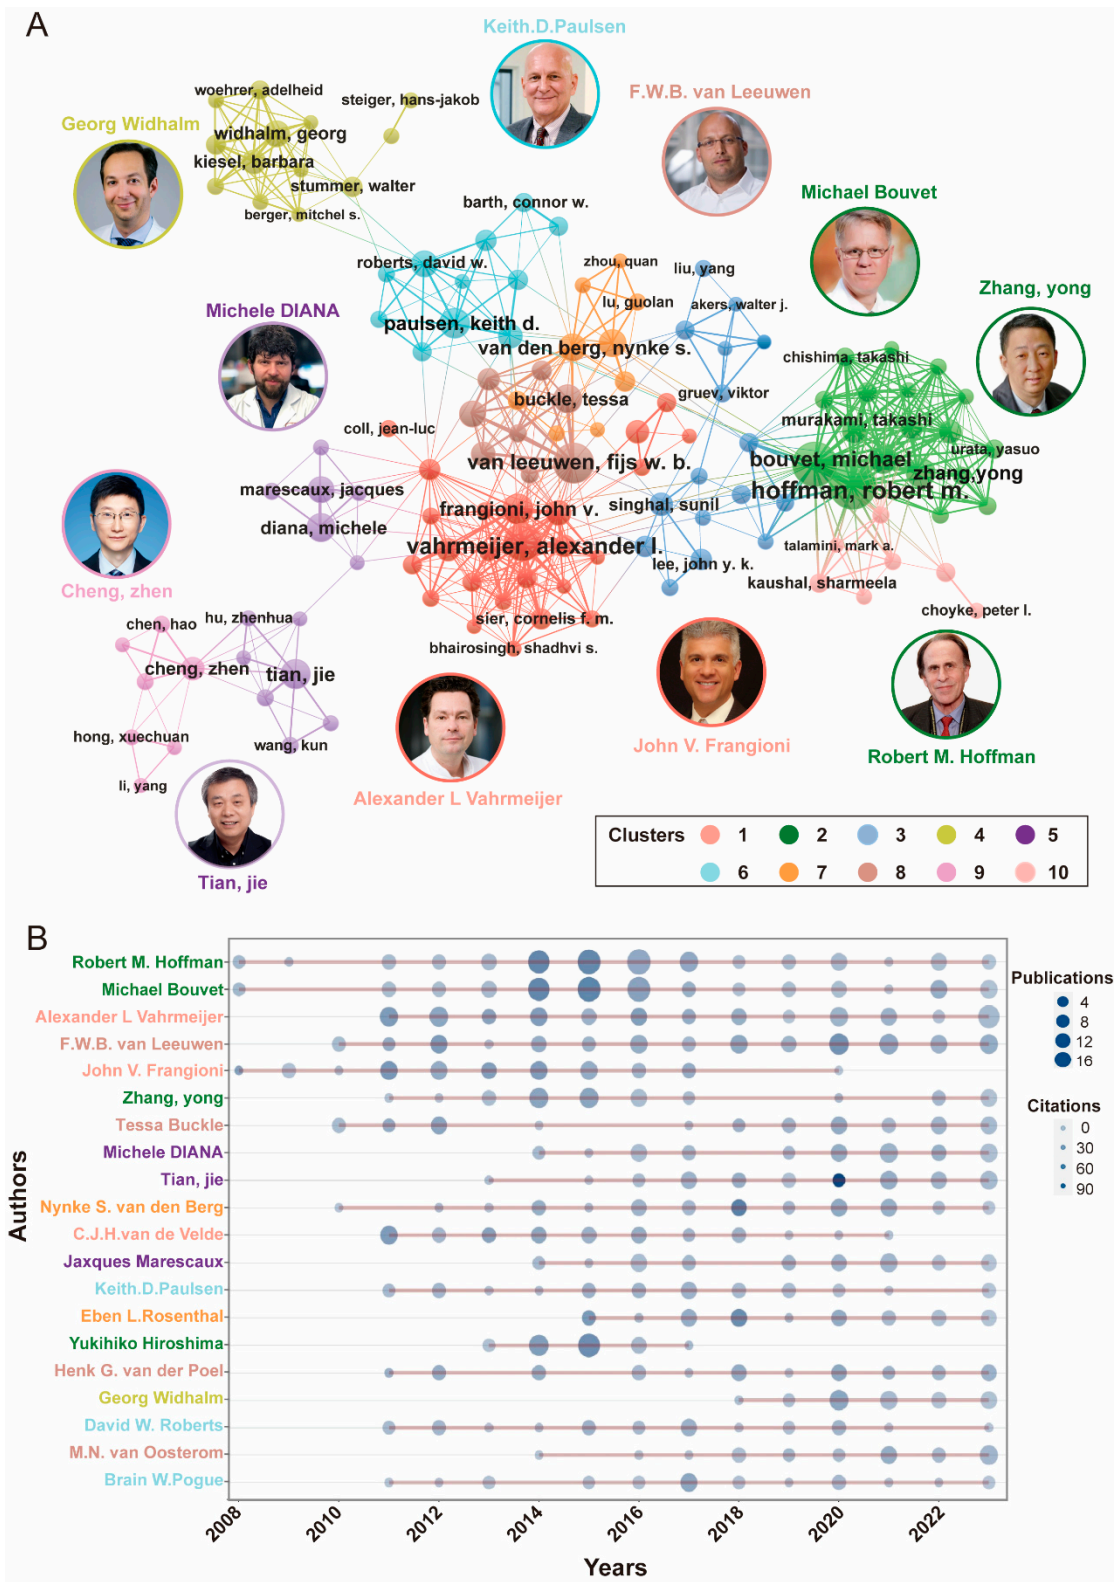 A
Keith.D.Paulsen
F.W.B. van Leeuwen
woehrer, adelheid
steiger, hans-jakob
Georg Widhalm
widhalm, georg
kiesel, barbara
stummer, walter
berger, mitchel s.
Michael Bouvet
barth, connor w.
roberts, david w.
zhou, quan
liu, yang
Zhang, yong
Michele DIANA
lu, guolan
akers, walter j.
paulsen, keith d.
van den berg, nynke s.
chishima, takashi
buckle, tessa
gruev, viktor
murakami, takashi
coll, jean-luc
urata, yasuo
van leeuwen, fijs w. b.
bouvet, michael
zhang,yong
marescaux, jacques
hoffman, robert m.
frangioni, john v.
singhal, sunil
diana, michele
vahrmeijer, alexander l.
talamini, mark a.
lee, john y. k.
kaushal, sharmeela
Cheng, zhen
choyke, peter l.
chen, hao
hu, zhenhua
sier, cornelis f. m.
bhairosingh, shadhvi s.
cheng, zhen
tian, jie
hong, xuechuan
wang, kun
John V. Frangioni
Robert M. Hoffman
li, yang
Alexander L Vahrmeijer
Tian, jie
Clusters 1 2 3 4 5
6 7 8 9 10
B
Robert M. Hoffman
Michael Bouvet
Alexander L Vahrmeijer
F.W.B. van Leeuwen
John V. Frangioni
Zhang, yong
Tessa Buckle
Michele DIANA
Tian, jie
Nynke S. van den Berg
C.J.H.van de Velde
Jaxques Marescaux
Keith.D.Paulsen
Eben L.Rosenthal
Yukihiko Hiroshima
Henk G. van der Poel
Georg Widhalm
David W. Roberts
M.N. van Oosterom
Brain W.Pogue
Authors
2008 2010 2012 2014 2016 2018 2020 2022
Years
Publications
4
8
12
16
Citations
0
30
60
90